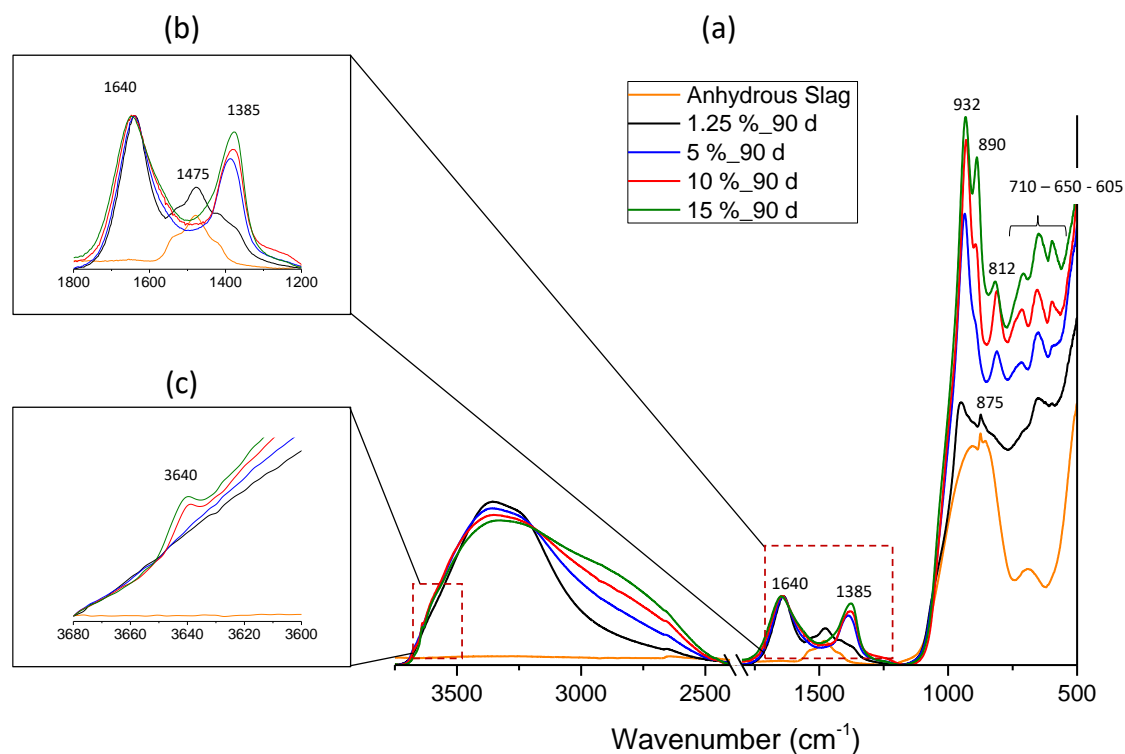 (b)
(a)
1640
1385
1475
1800
1600
1400
1200
Anhydrous Slag
1.25 %_90 d
5 %_90 d
10 %_90 d
15 %_90 d
932
890
710 – 650 - 605
812
875
(c)
3640
3680
3660
3640
3620
3600
1640
1385
3500
3000
2500
1500
1000
500
Wavenumber (cm⁻¹)